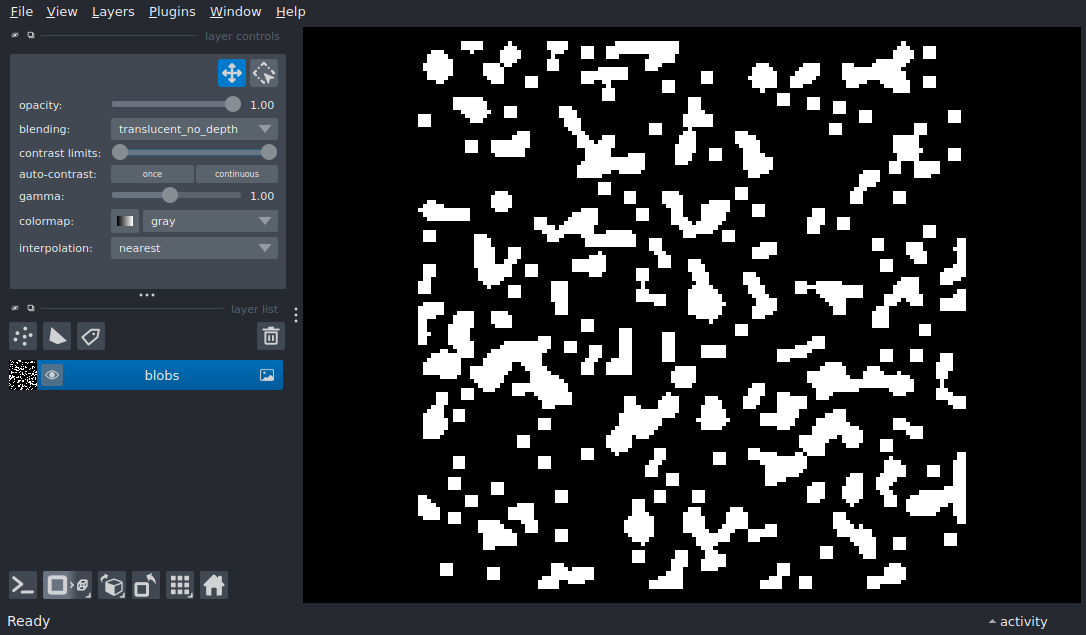 File View Layers Plugins Window Help
layer controls
opacity: 1.00
blending: translucent_no_depth
contrast limits:
auto-contrast: once continuous
gamma: 1.00
colormap: gray
interpolation: nearest
layer list
blobs
Ready
activity